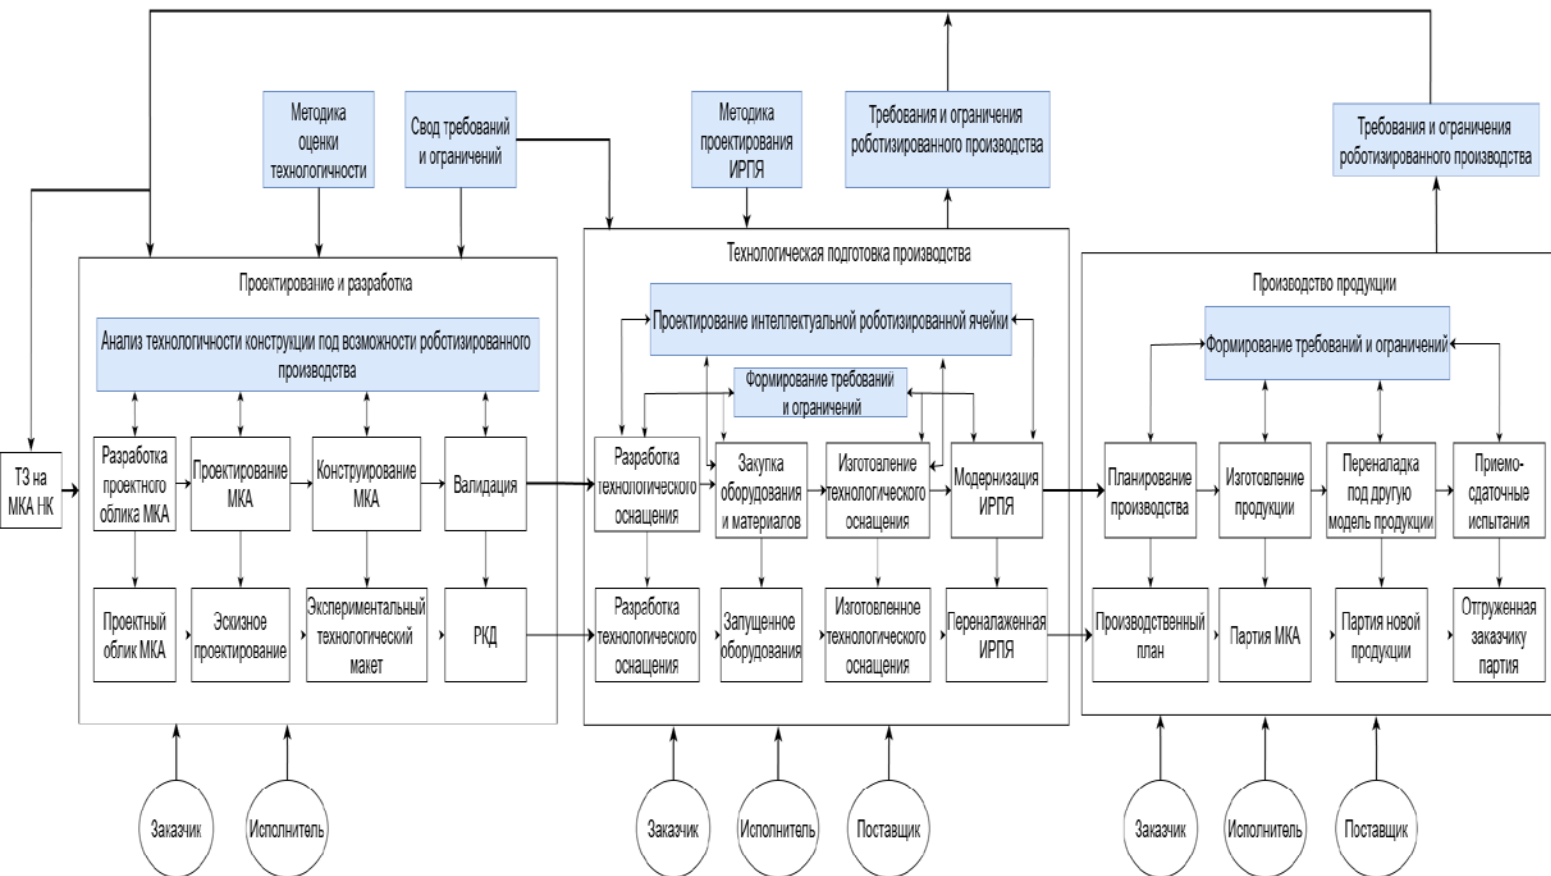 Методика
оценки
технологичности
Свод требований
и ограничений
Методика
проектирования
ИРПЯ
Требования и ограничения
роботизированного производства
Требования и ограничения
роботизированного производства
Проектирование и разработка
Анализ технологичности конструкции под возможности роботизированного
производства
ТЗ на
МКА НК
Разработка
проектного
облика МКА
Проектирование
МКА
Конструирование
МКА
Валидация
Проектный
облик МКА
Эскизное
проектирование
Экспериментальный
технологический
макет
РКД
Технологическая подготовка производства
Проектирование интеллектуальной роботизированной ячейки
Формирование требований
и ограничений
Разработка
технологического
оснащения
Закупка
оборудования
и материалов
Изготовление
технологического
оснащения
Модернизация
ИРПЯ
Разработка
технологического
оснащения
Запущенное
оборудования
Изготовленное
технологического
оснащения
Переналаженная
ИРПЯ
Производство продукции
Формирование требований и ограничений
Планирование
производства
Изготовление
продукции
Переналадка
под другую
модель продукции
Приемо-
сдаточные
испытания
Производственный
план
Партия МКА
Партия новой
продукции
Отгруженная
заказчику
партия
Заказчик
Исполнитель
Заказчик
Исполнитель
Поставщик
Заказчик
Исполнитель
Поставщик